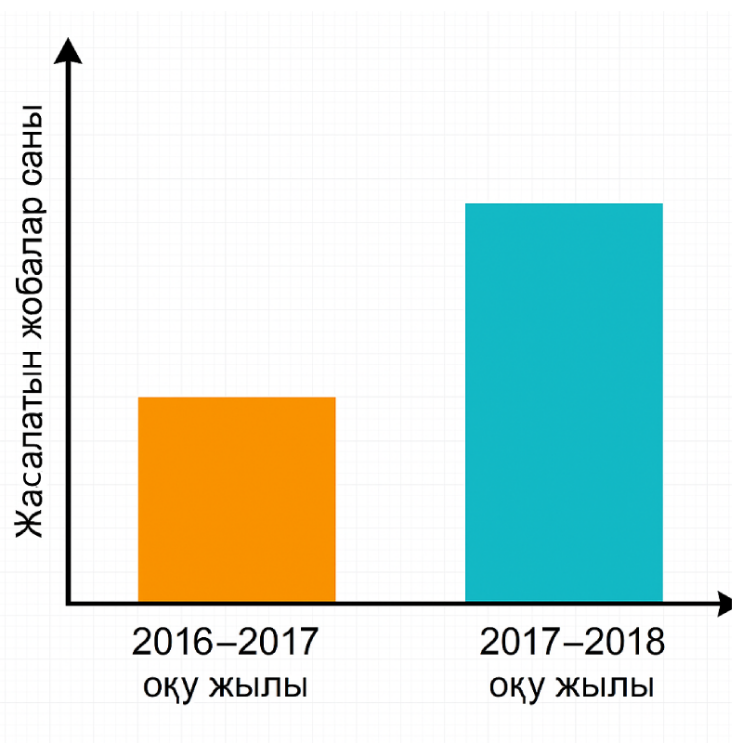 Жасалатын жобалар саны
2016–2017
оқу жылы
2017–2018
оқу жылы